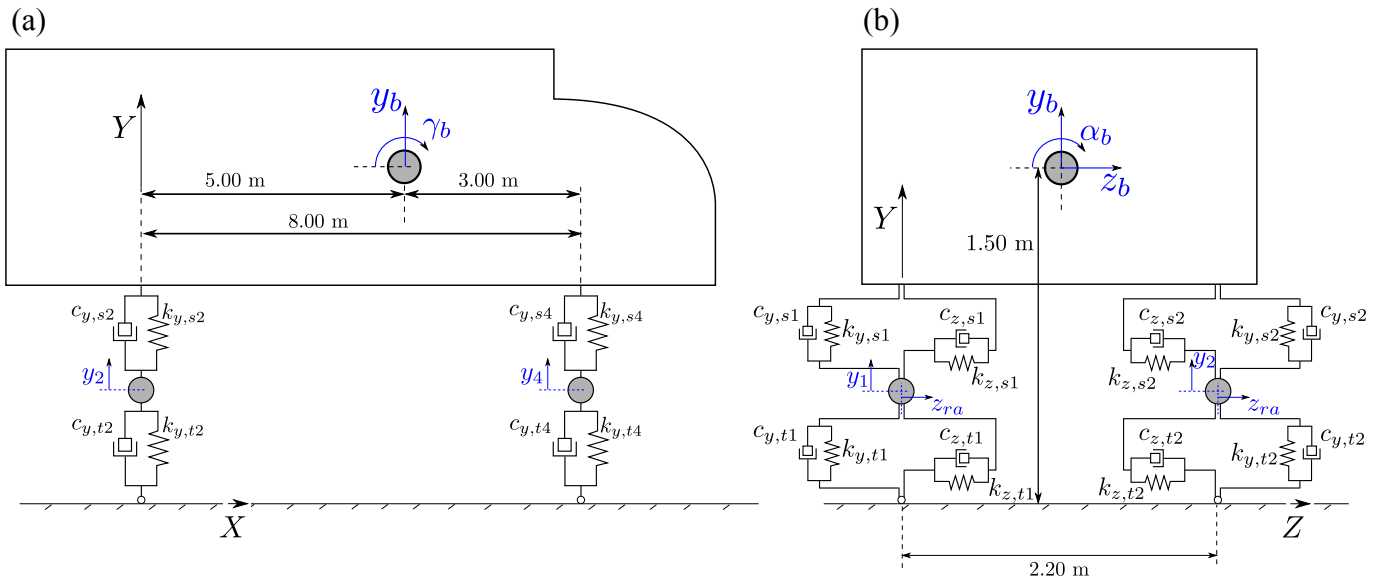 (a)
Y
y_b
γ_b
5.00 m
3.00 m
8.00 m
c_{y,s2}
k_{y,s2}
c_{y,s4}
k_{y,s4}
y_2
y_4
c_{y,t2}
k_{y,t2}
c_{y,t4}
k_{y,t4}
X
(b)
y_b
α_b
z_b
Y
1.50 m
c_{y,s1}
k_{y,s1}
c_{z,s1}
k_{z,s1}
c_{z,s2}
k_{z,s2}
k_{y,s2}
c_{y,s2}
y_1
z_{ra}
y_2
z_{ra}
c_{y,t1}
k_{y,t1}
c_{z,t1}
k_{z,t1}
c_{z,t2}
k_{z,t2}
k_{y,t2}
c_{y,t2}
Z
2.20 m